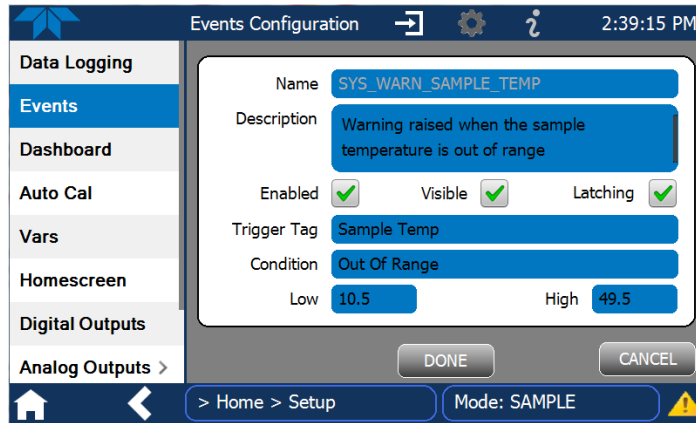 Events Configuration
2:39:15 PM
Data Logging
Events
Dashboard
Auto Cal
Vars
Homescreen
Digital Outputs
Analog Outputs >
Name SYS_WARN_SAMPLE_TEMP
Description Warning raised when the sample
temperature is out of range
Enabled Visible Latching
Trigger Tag Sample Temp
Condition Out Of Range
Low 10.5 High 49.5
DONE CANCEL
> Home > Setup Mode: SAMPLE